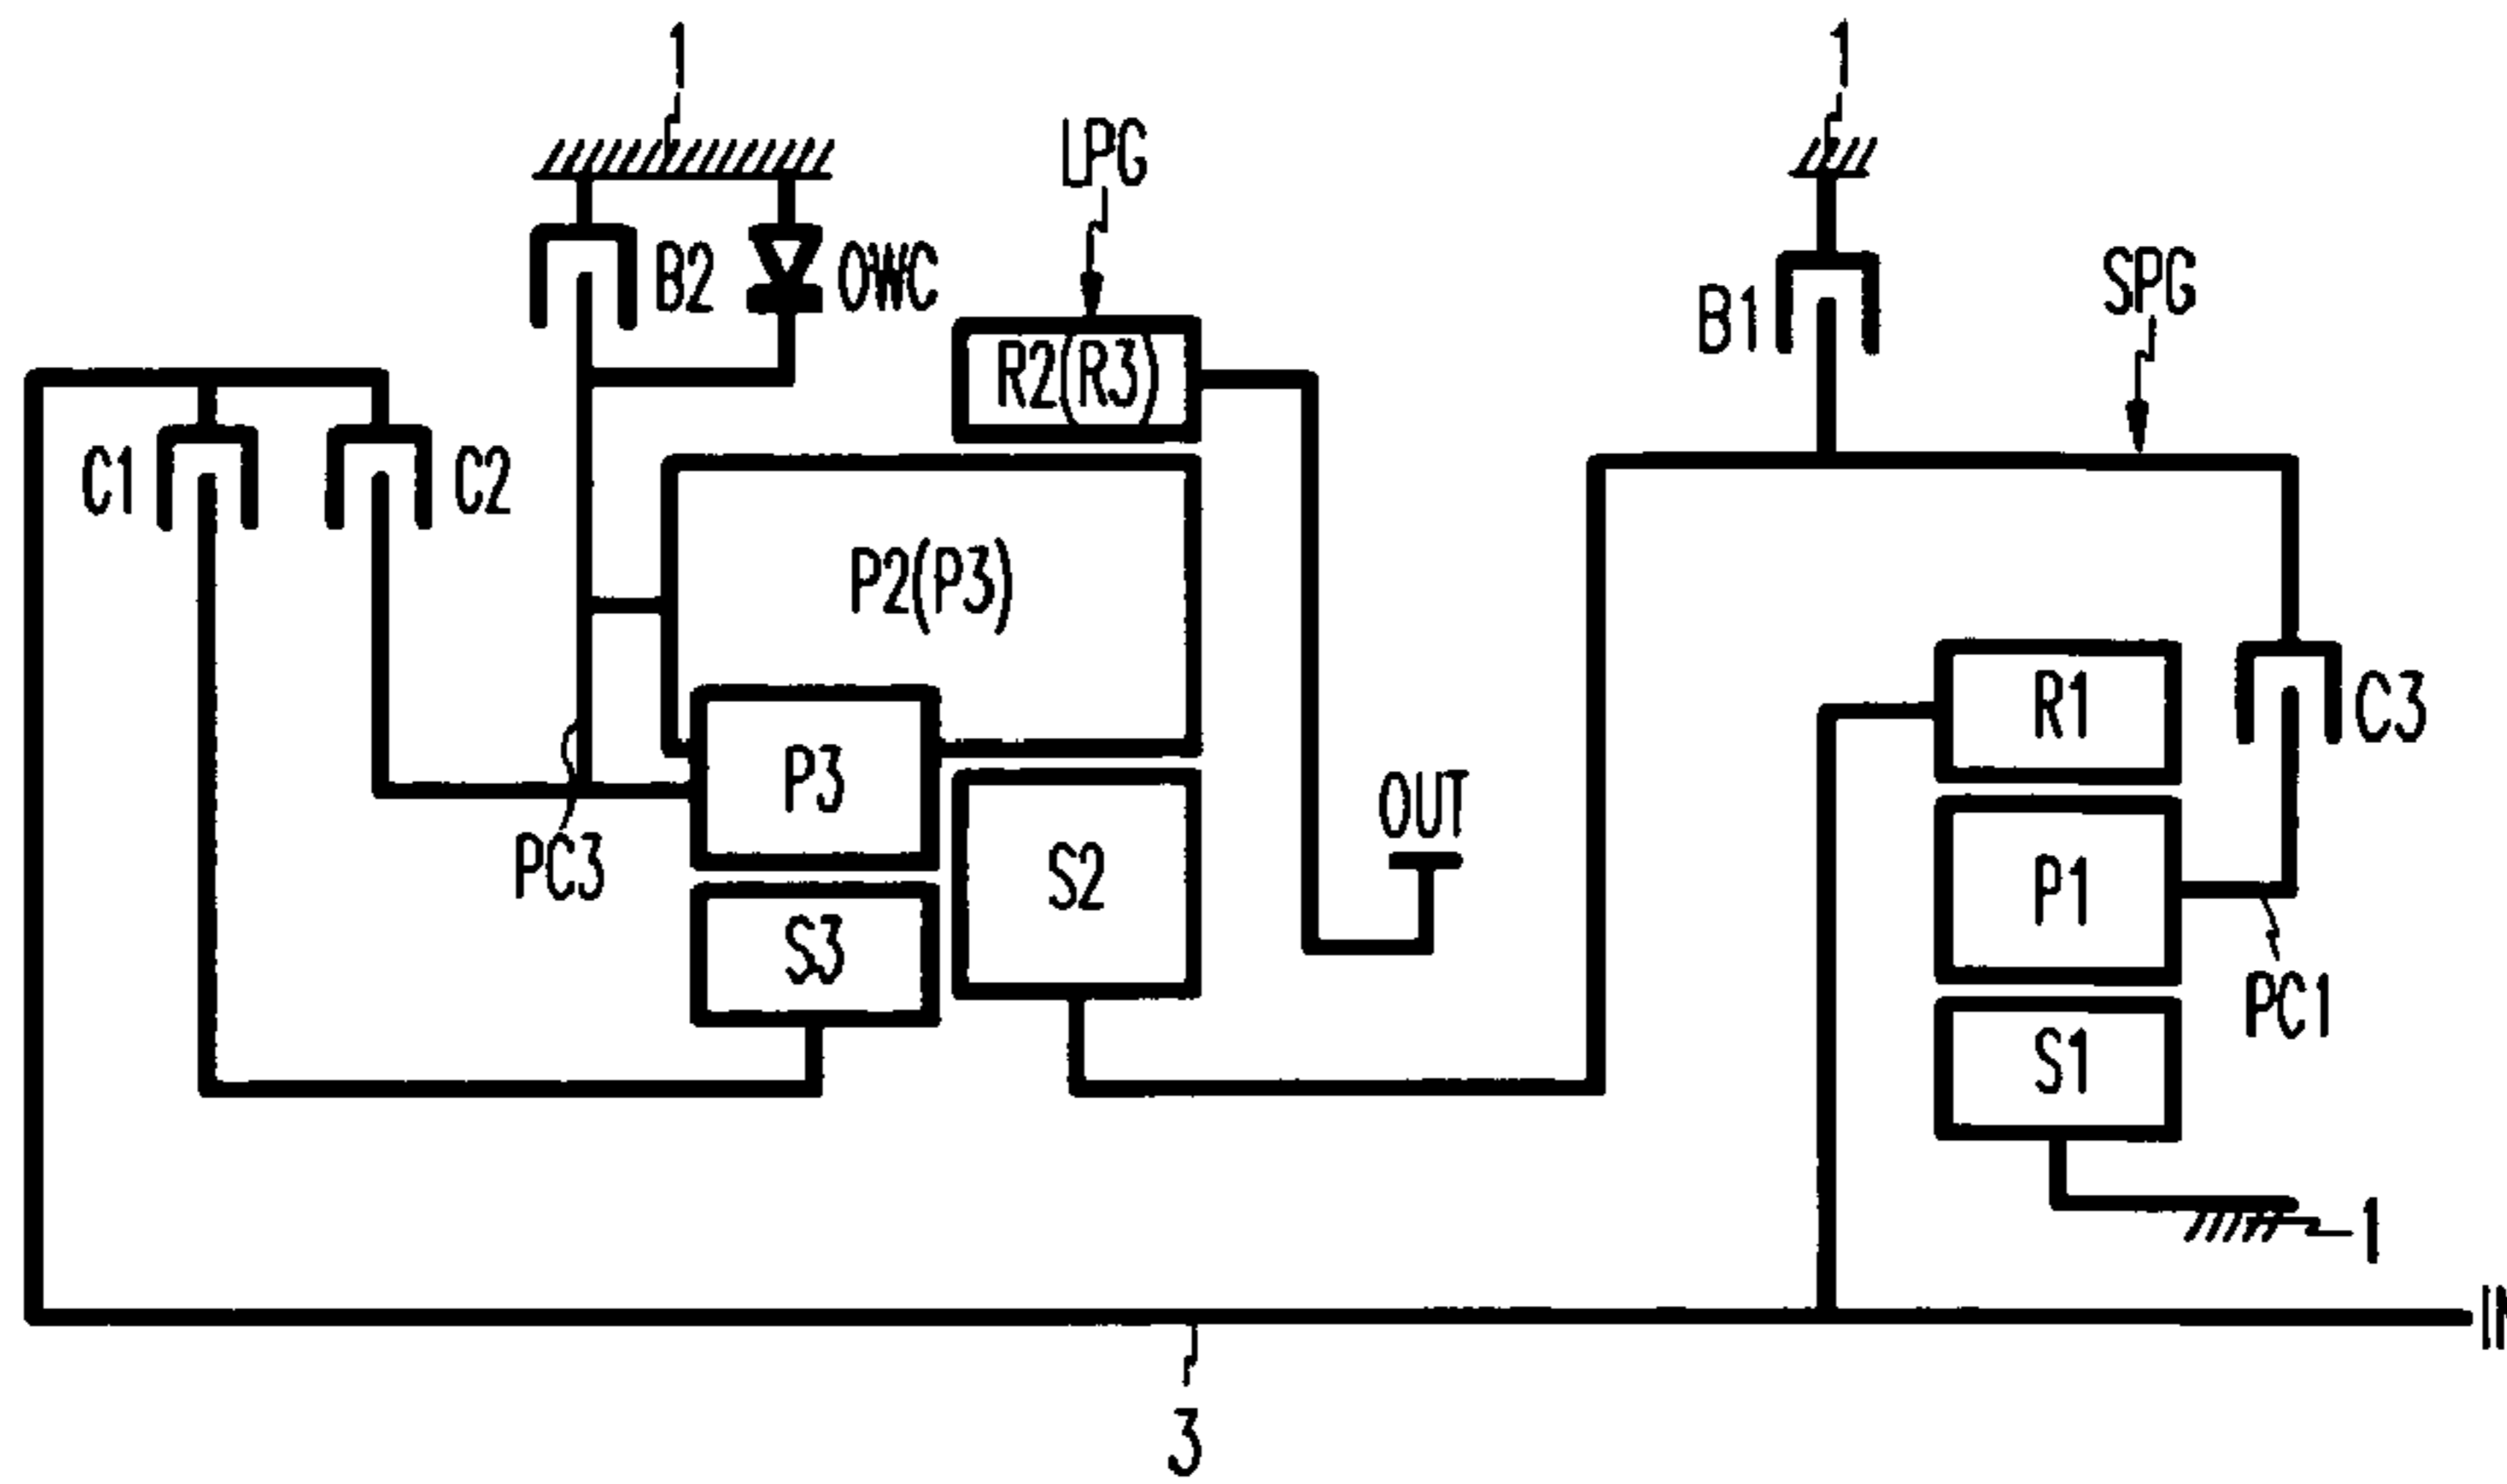 1
1
LPG
B2
OWC
SPG
B1
R2(R3)
C1
C2
P2(P3)
R1
C3
P3
OUT
PC3
S2
P1
S3
PC1
S1
1
3